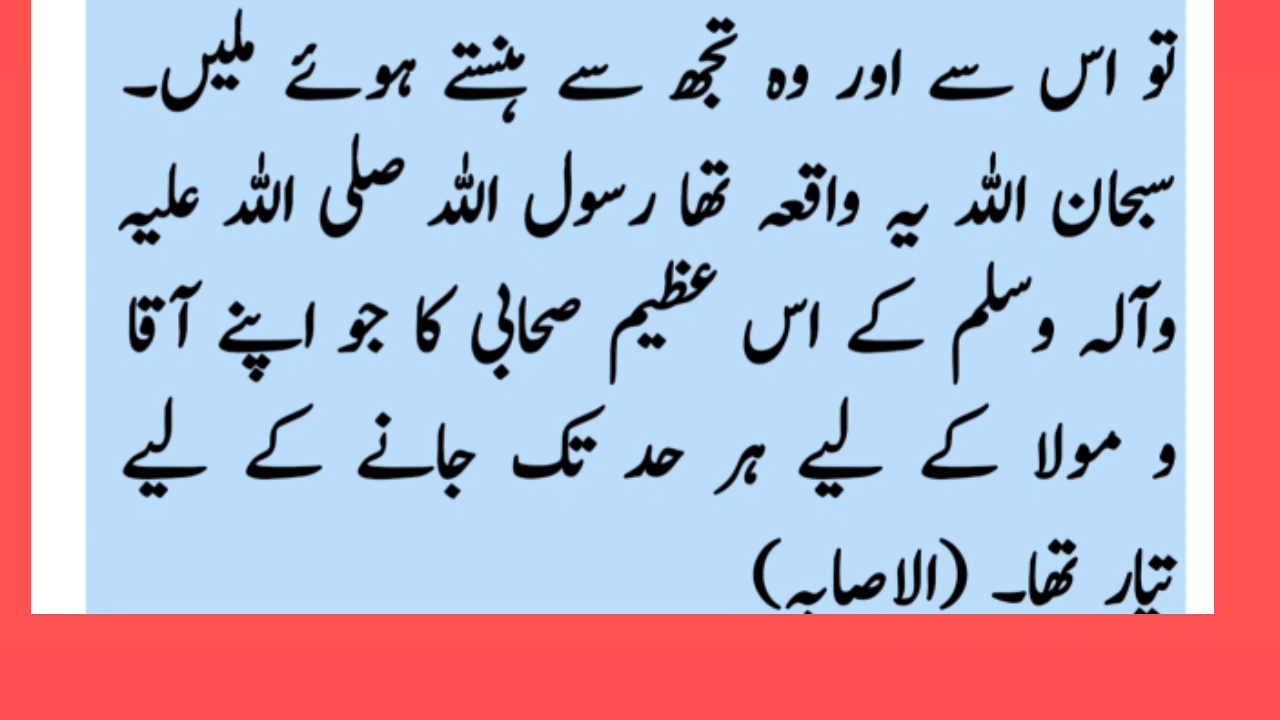 تو اس سے اور وہ تجھ سے ہنستے ہوئے ملیں۔
سبحان اللہ یہ واقعہ تھا رسول اللہ صلی اللہ علیہ
وآلہ وسلم کے اس عظیم صحابی کا جو اپنے آقا
و مولا کے لیے ہر حد تک جانے کے لیے
تیار تھا۔ (الاصابہ)